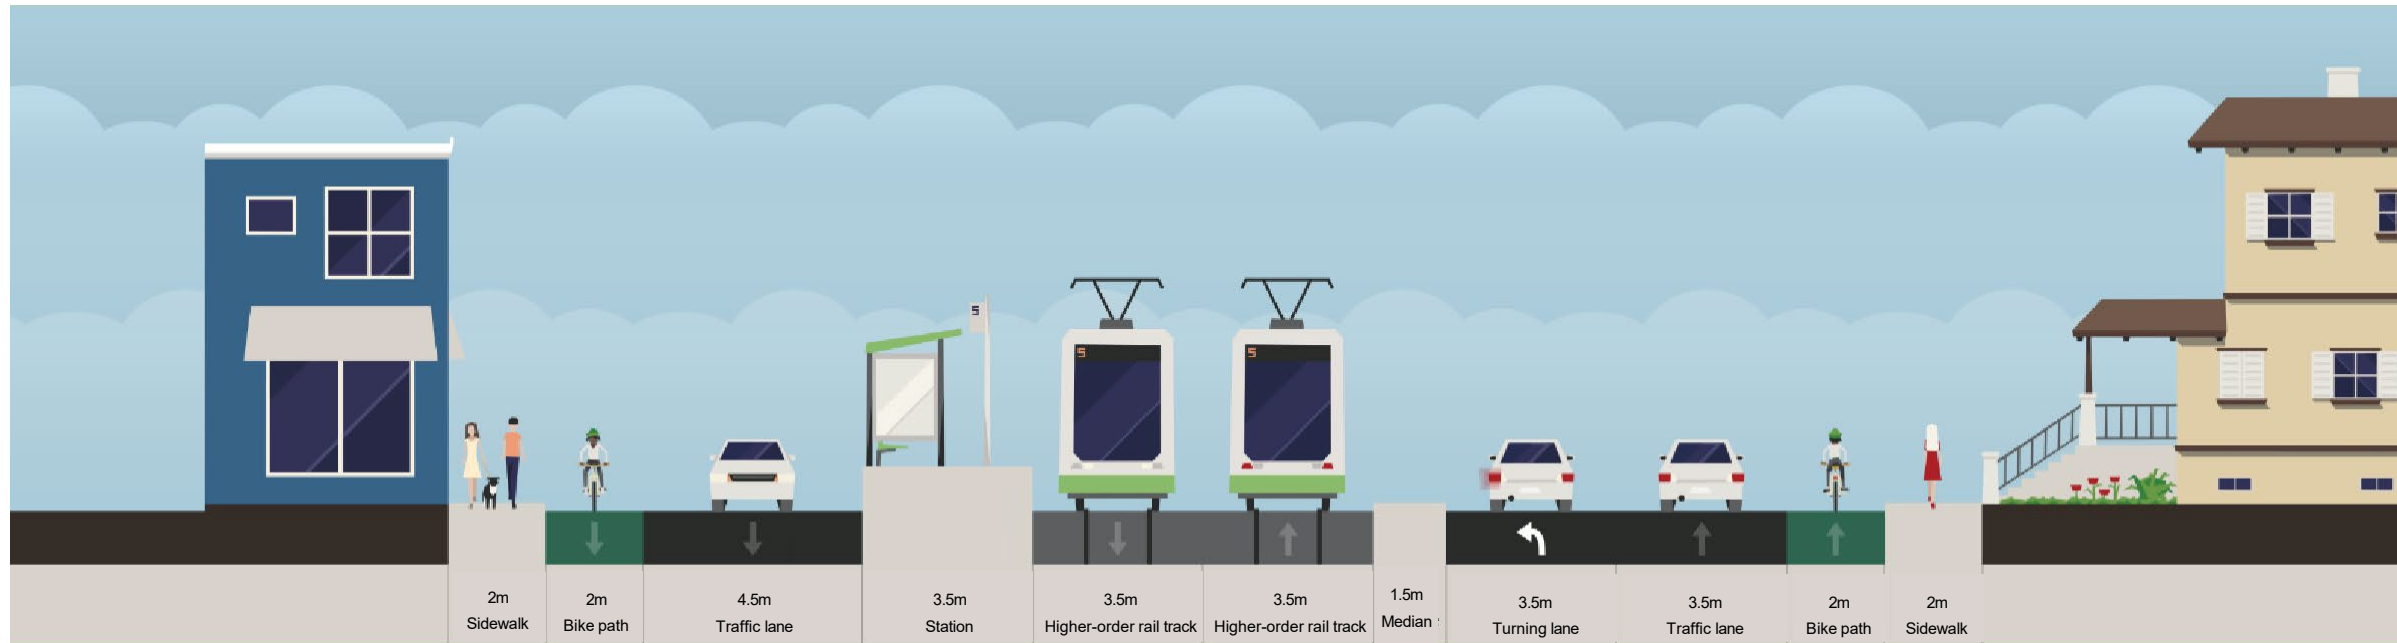 S
S
S
2m
Sidewalk
2m
Bike path
4.5m
Traffic lane
3.5m
Station
3.5m
Higher-order rail track
3.5m
Higher-order rail track
1.5m
Median
3.5m
Turning lane
3.5m
Traffic lane
2m
Bike path
2m
Sidewalk